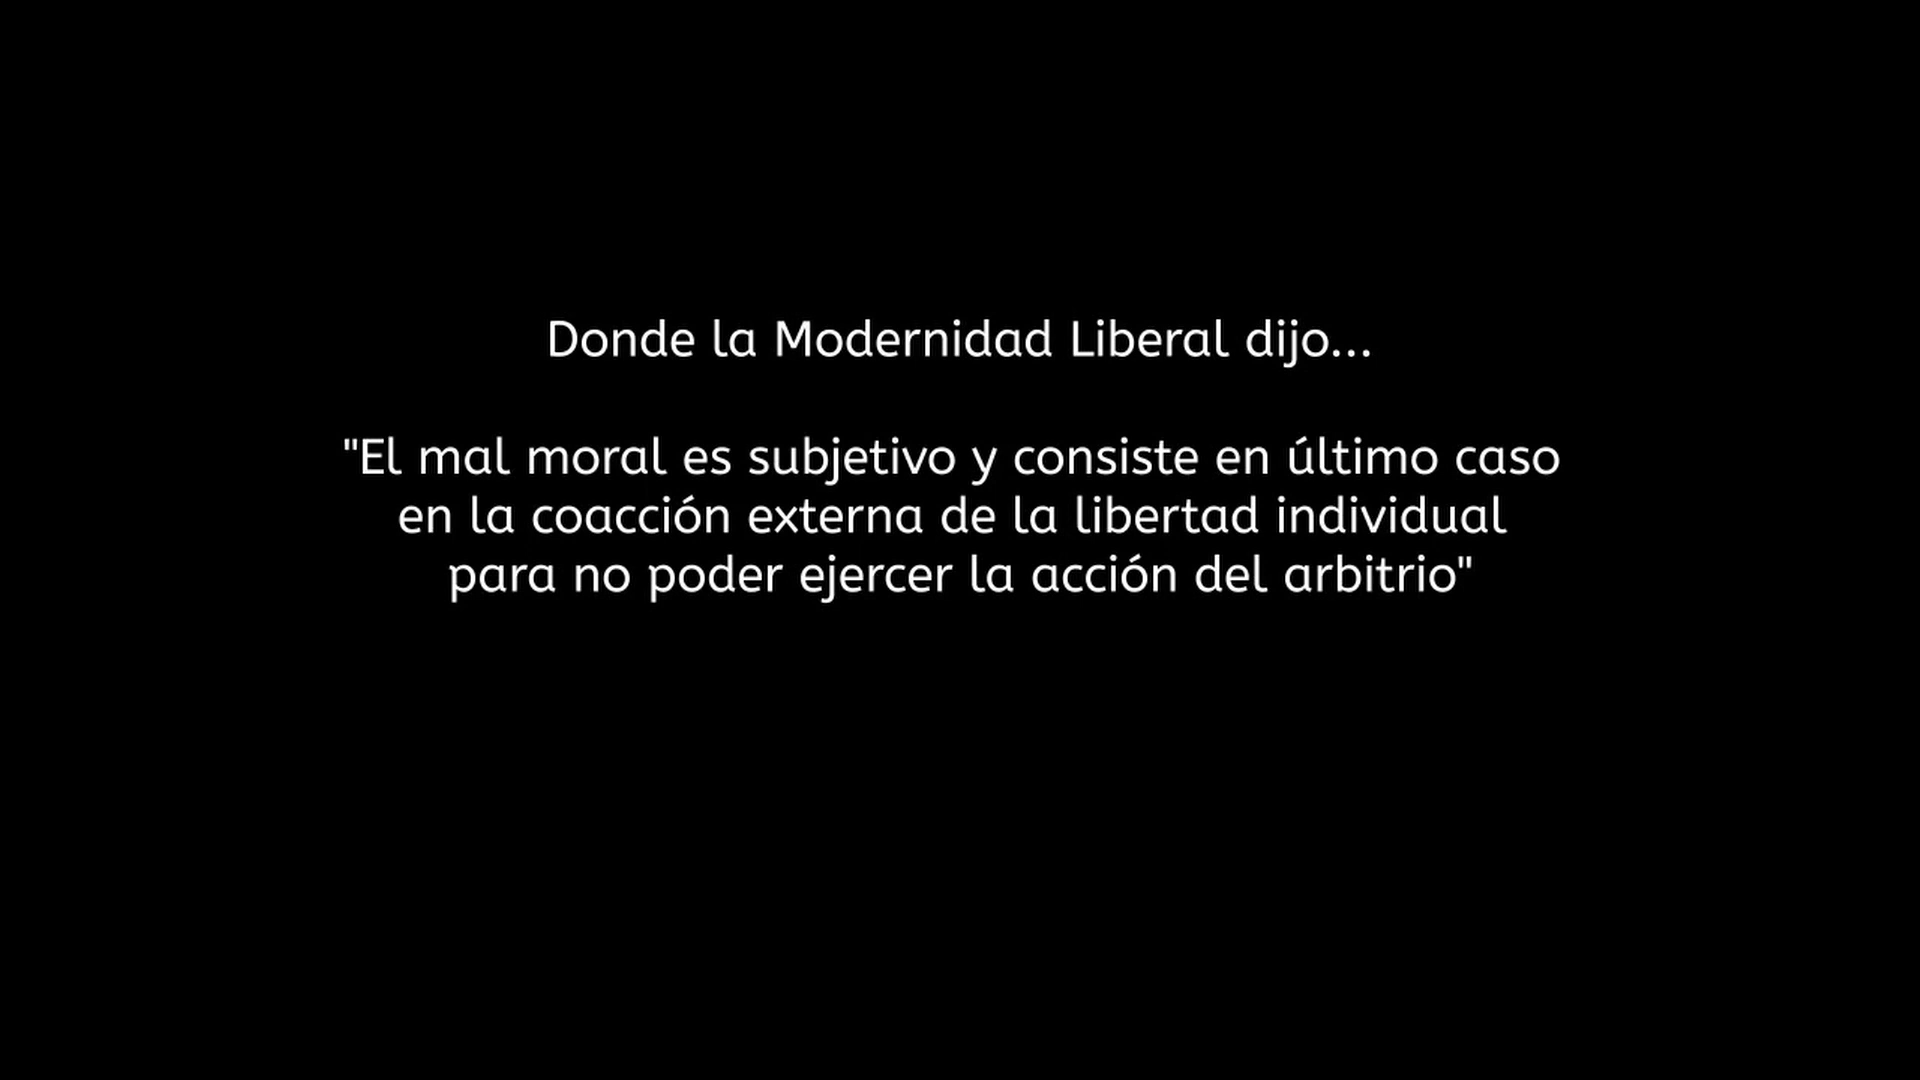 Donde la Modernidad Liberal dijo...
"El mal moral es subjetivo y consiste en último caso
en la coacción externa de la libertad individual
para no poder ejercer la acción del arbitrio"